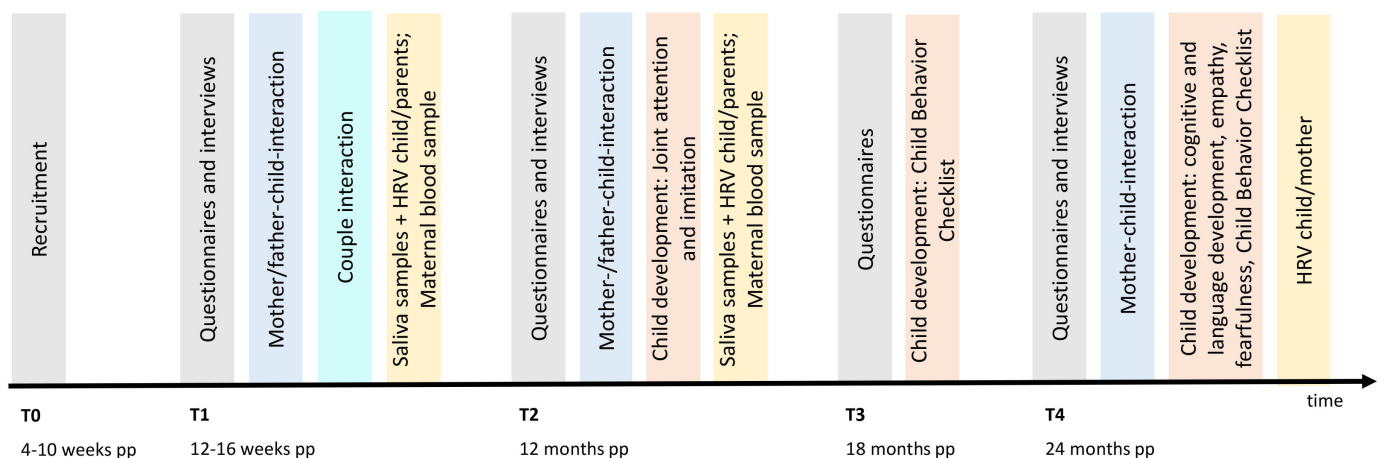 Recruitment
Questionnaires and interviews
Mother/father-child-interaction
Couple interaction
Saliva samples + HRV child/parents;
Maternal blood sample
Questionnaires and interviews
Mother-/father-child-interaction
Child development: Joint attention
and imitation
Saliva samples + HRV child/parents;
Maternal blood sample
Questionnaires
Child development: Child Behavior
Checklist
Questionnaires and interviews
Mother-child-interaction
Child development: cognitive and
language development, empathy,
fearfulness, Child Behavior Checklist
HRV child/mother
time
T0
T1
T2
T3
T4
4-10 weeks pp
12-16 weeks pp
12 months pp
18 months pp
24 months pp